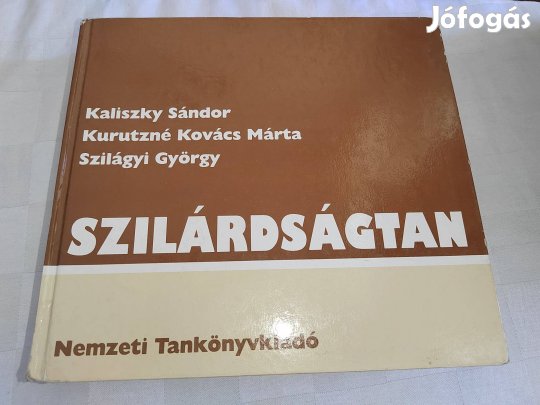 Jófogás
Kaliszky Sándor
Kurutzné Kovács Márta
Szilágyi György
SZILÁRDSÁGTAN
Nemzeti Tankönyvkiadó